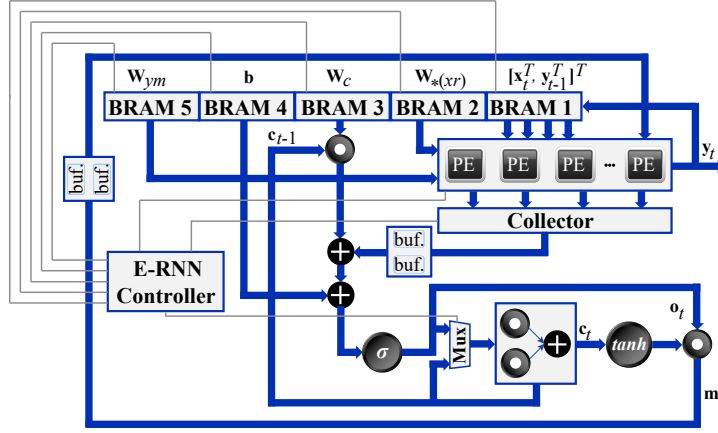 W_ym b W_c W_*(xr) [x_t^T, y_t-1^T]^T
BRAM 5 BRAM 4 BRAM 3 BRAM 2 BRAM 1
c_t-1
y_t
PE PE PE ... PE
buf. buf.
Collector
buf.
buf.
E-RNN
Controller
σ
Mux
o_t
c_t
tanh
m